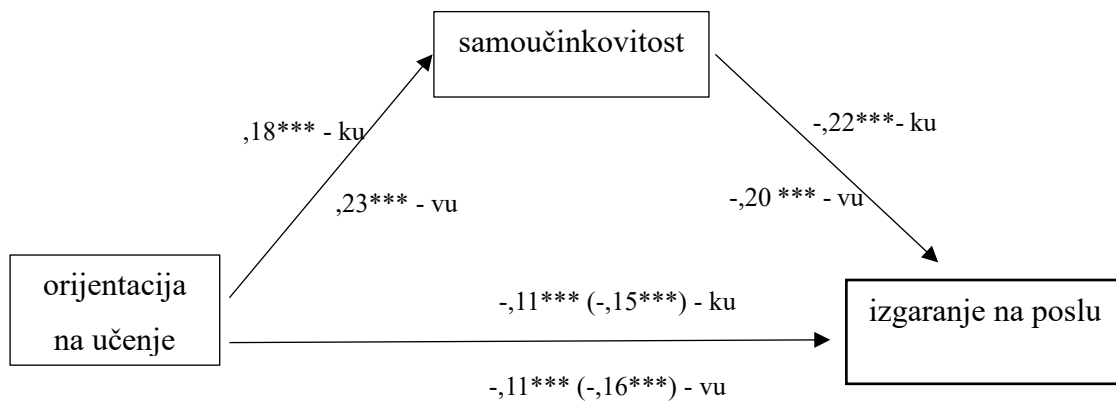 samoučinkovitost
,18*** - ku
-,22***- ku
,23*** - vu
-,20 *** - vu
orijentacija
na učenje
-,11*** (-,15***) - ku
izgaranje na poslu
-,11*** (-,16***) - vu